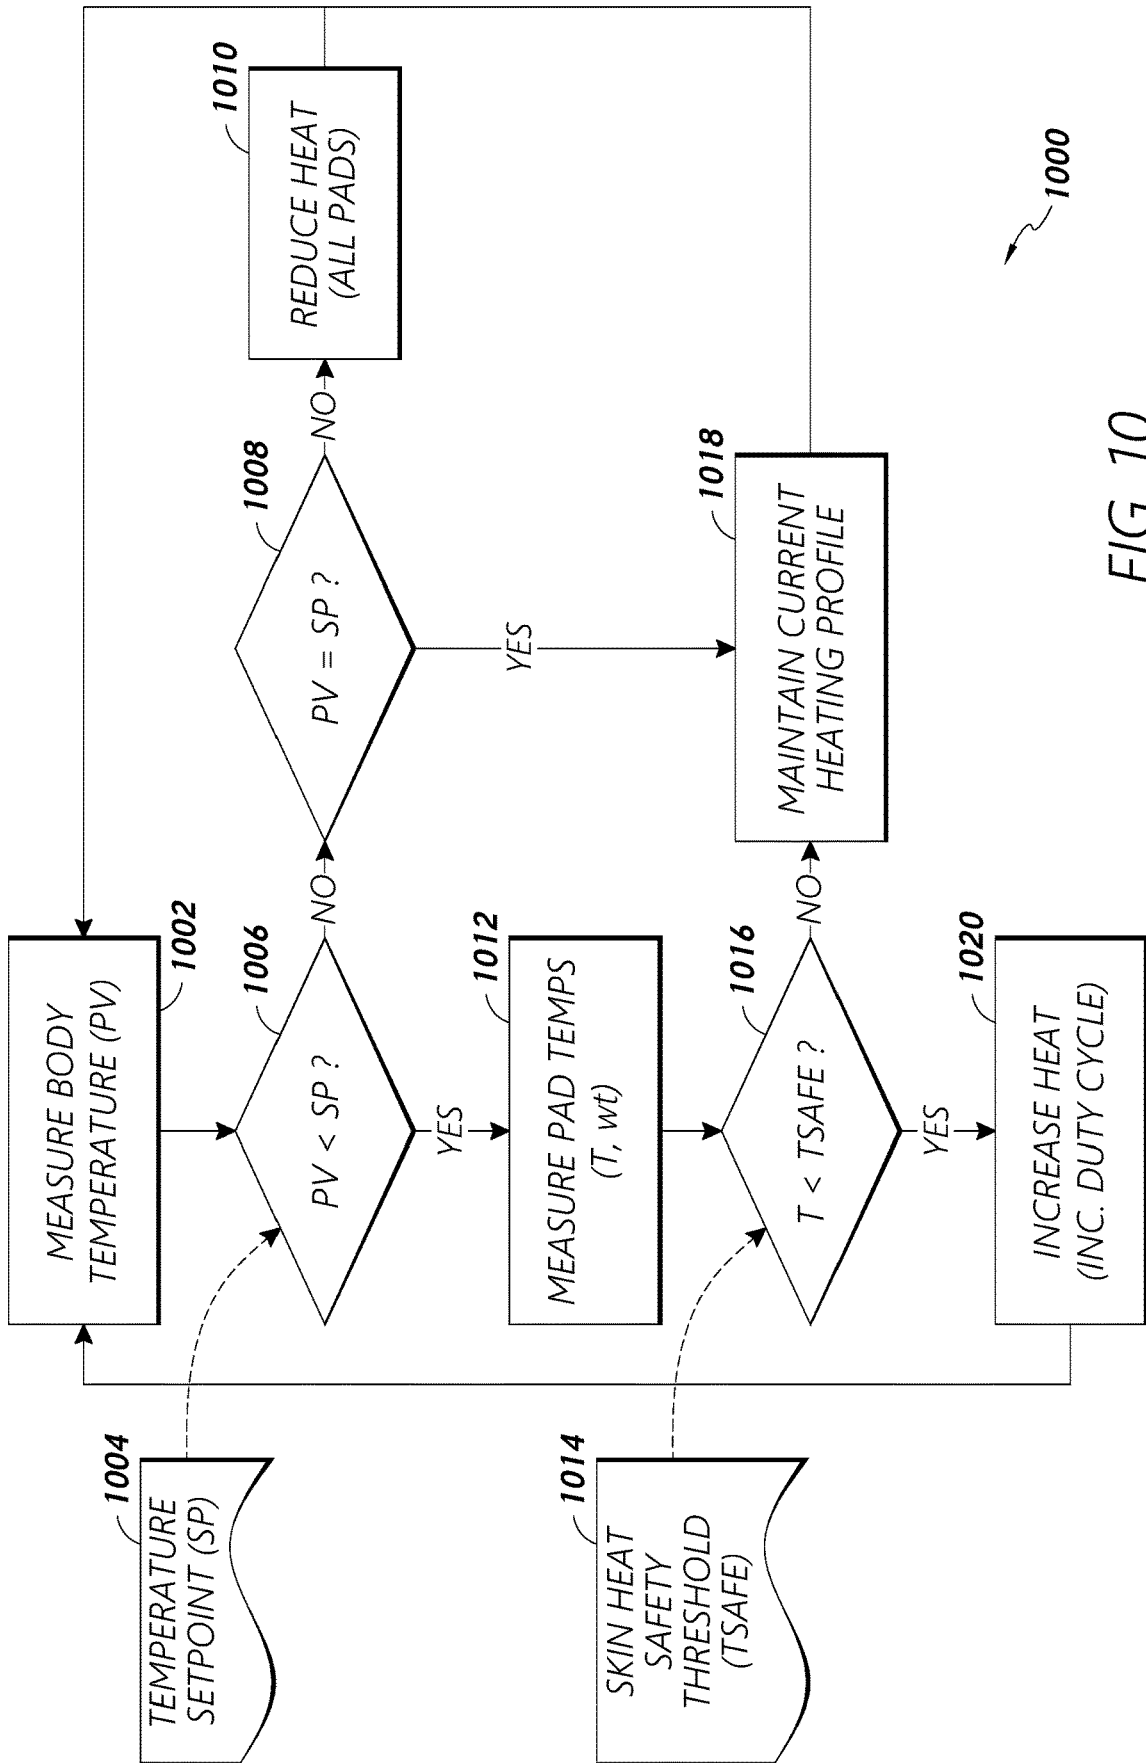 MEASURE BODY
TEMPERATURE (PV)
1002
TEMPERATURE
SETPOINT (SP)
1004
PV < SP ?
1006
NO
PV = SP ?
1008
NO
REDUCE HEAT
(ALL PADS)
1010
YES
YES
MEASURE PAD TEMPS
(T, wt)
1012
SKIN HEAT
SAFETY
THRESHOLD
(TSAFE)
1014
T < TSAFE ?
1016
NO
MAINTAIN CURRENT
HEATING PROFILE
1018
YES
INCREASE HEAT
(INC. DUTY CYCLE)
1020
1000
FIG. 10